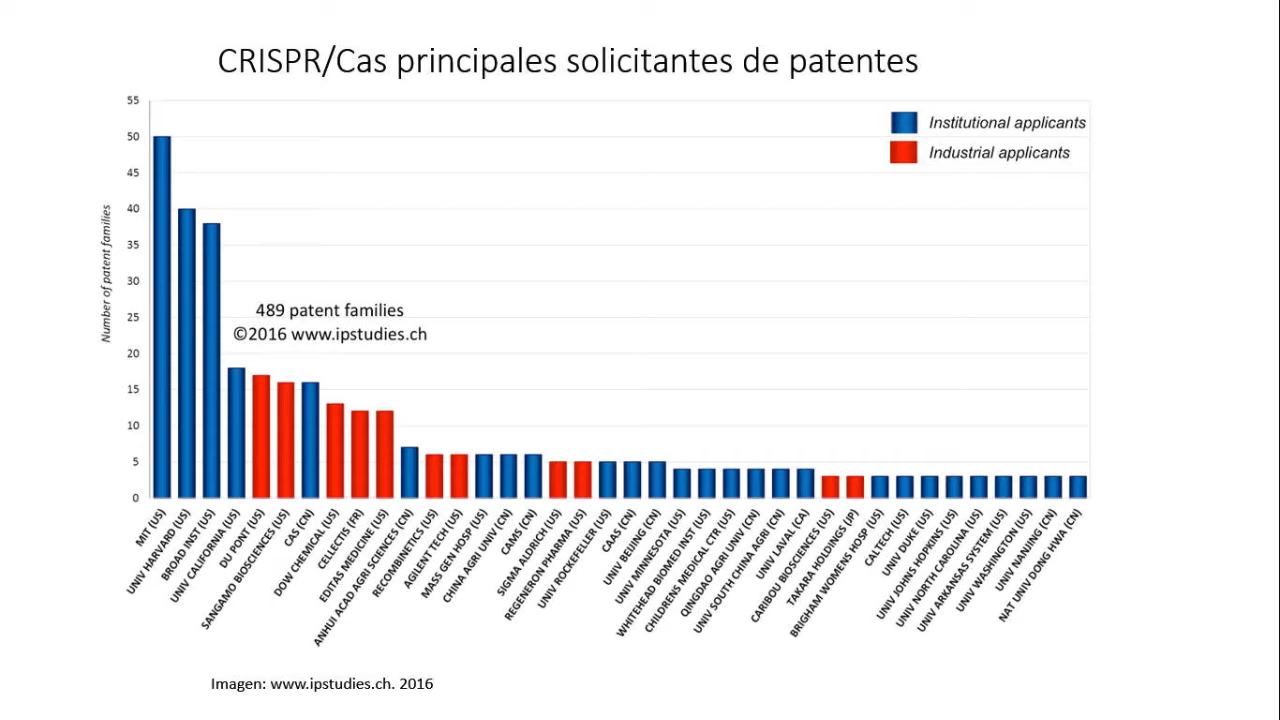 CRISPR/Cas principales solicitantes de patentes
55
50
45
40
35
30
25
20
15
10
5
0
Number of patent families
Institutional applicants
Industrial applicants
489 patent families
©2016 www.ipstudies.ch
MIT (US)
UNIV HARVARD (US)
BROAD INST (US)
UNIV CALIFORNIA (US)
DU PONT (US)
SANGAMO BIOSCIENCES (US)
CAS (CN)
DOW CHEMICAL (US)
CELLECTIS (FR)
EDITAS MEDICINE (US)
ANHUI ACAD AGRI SCIENCES (CN)
RECOMBINETICS (US)
AGILENT TECH (US)
MASS GEN HOSP (US)
CHINA AGRI UNIV (CN)
CAMS (CN)
SIGMA ALDRICH (US)
REGENERON PHARMA (US)
UNIV ROCKEFELLER (US)
CAAS (CN)
UNIV BEIJING (CN)
UNIV MINNESOTA (US)
WHITEHEAD BIOMED INST (US)
CHILDRENS MEDICAL CTR (US)
QINGDAO AGRI UNIV (CN)
UNIV SOUTH CHINA AGRI (CN)
UNIV LAVAL (CA)
CARIBOU BIOSCIENCES (US)
TAKARA HOLDINGS (JP)
BRIGHAM WOMENS HOSP (US)
CALTECH (US)
UNIV DUKE (US)
UNIV JOHNS HOPKINS (US)
UNIV NORTH CAROLINA (US)
UNIV ARKANSAS SYSTEM (US)
UNIV WASHINGTON (US)
UNIV NANJING (CN)
NAT UNIV DONG HWA (CN)
Imagen: www.ipstudies.ch. 2016